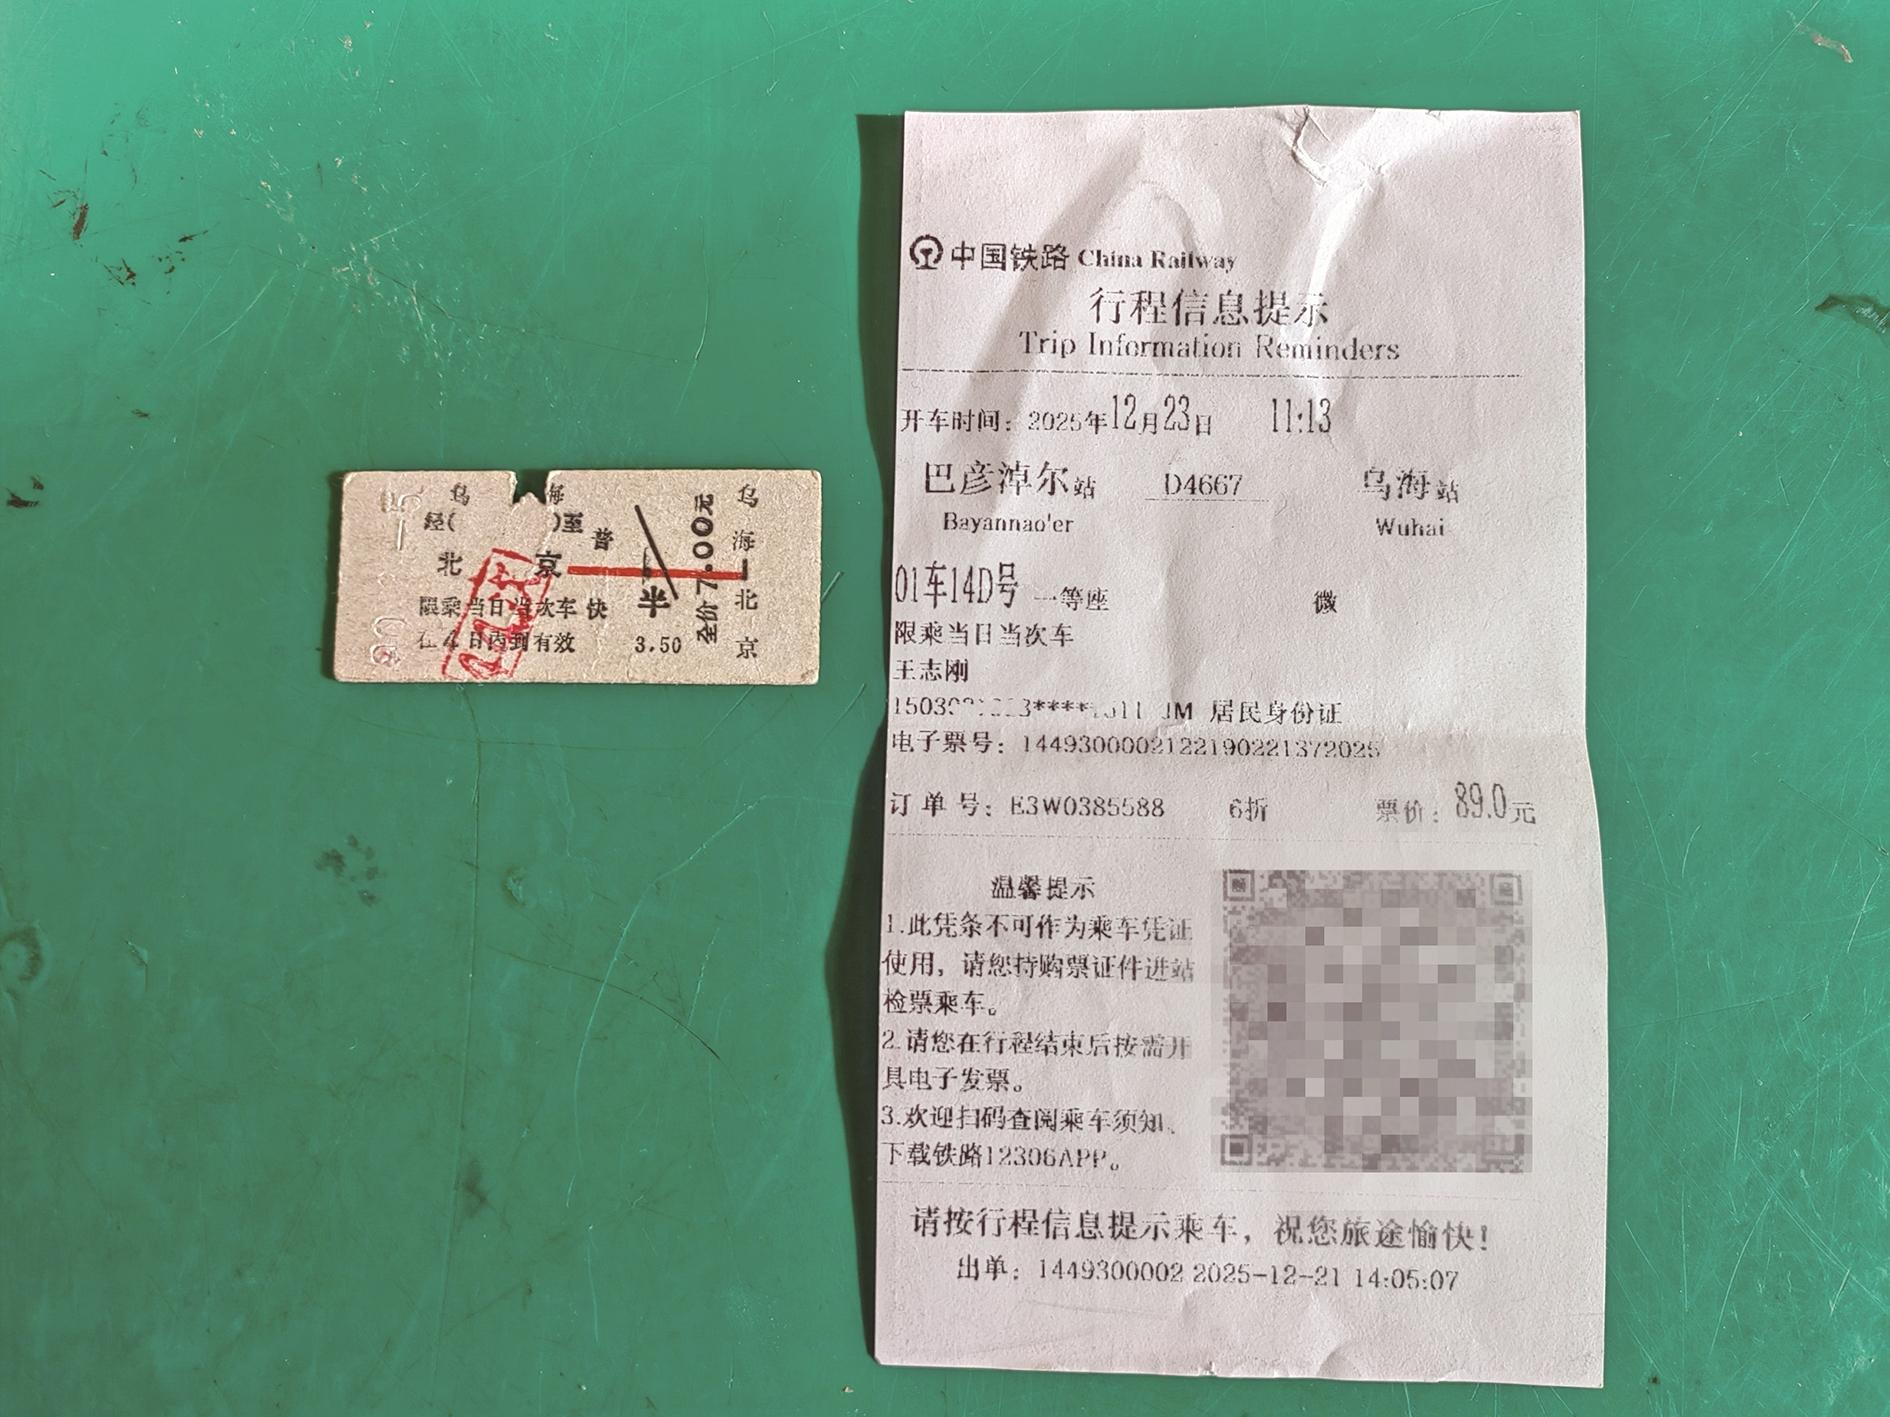 乌 海
经( )至
北 京
普
快
限乘当日当次车
在4日内到有效
半
3.50
全价7.00元
乌海—北京
中国铁路 China Railway
行程信息提示
Trip Information Reminders
开车时间：2025年12月23日 11:13
巴彦淖尔站 D4667 乌海站
Bayannao'er Wuhai
01车14D号 一等座 微
限乘当日当次车
王志刚
居民身份证
电子票号：1449300002122190221372025
订单号：E3W0385588 6折 票价：89.0元
温馨提示
1.此凭条不可作为乘车凭证
使用，请您持购票证件进站
检票乘车。
2.请您在行程结束后按需开
具电子发票。
3.欢迎扫码查阅乘车须知、
下载铁路12306APP。
请按行程信息提示乘车，祝您旅途愉快！
出单：1449300002 2025-12-21 14:05:07